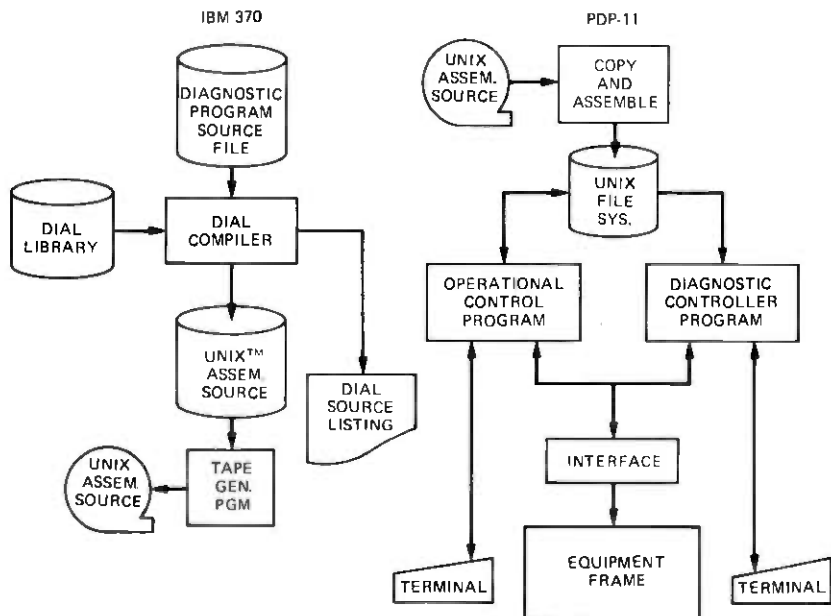 IBM 370
DIAGNOSTIC
PROGRAM
SOURCE
FILE
DIAL
LIBRARY
DIAL
COMPILER
UNIX™
ASSEM.
SOURCE
DIAL
SOURCE
LISTING
UNIX
ASSEM.
SOURCE
TAPE
GEN.
PGM
PDP-11
UNIX
ASSEM.
SOURCE
COPY
AND
ASSEMBLE
UNIX
FILE
SYS.
OPERATIONAL
CONTROL
PROGRAM
DIAGNOSTIC
CONTROLLER
PROGRAM
INTERFACE
TERMINAL
EQUIPMENT
FRAME
TERMINAL